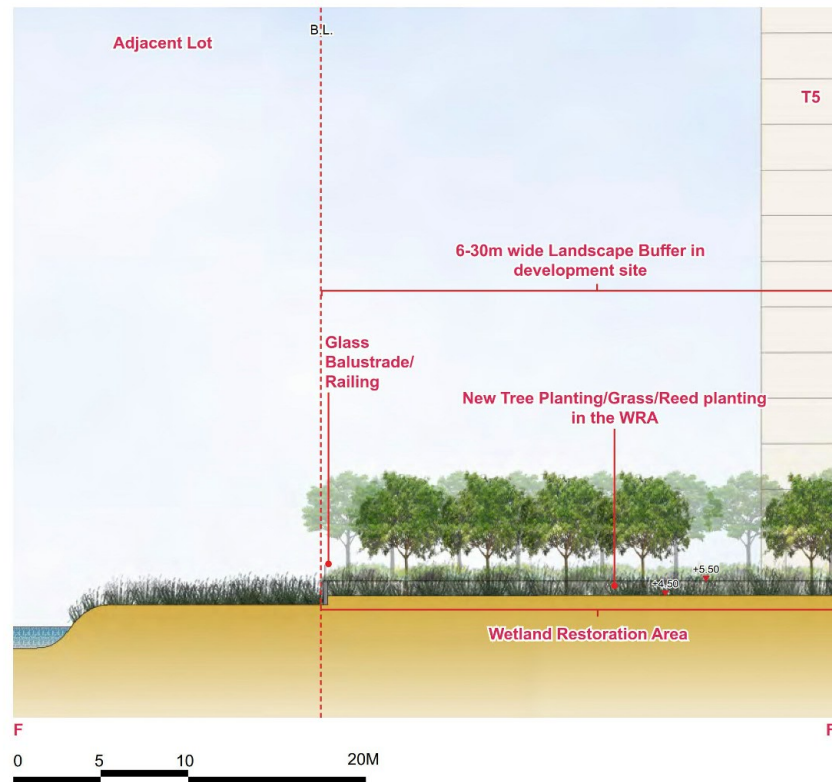 B.L.
Adjacent Lot
T5
6-30m wide Landscape Buffer in
development site
Glass
Balustrade/
Railing
New Tree Planting/Grass/Reed planting
in the WRA
+5.50
+4.50
Wetland Restoration Area
F
F
0 5 10 20M